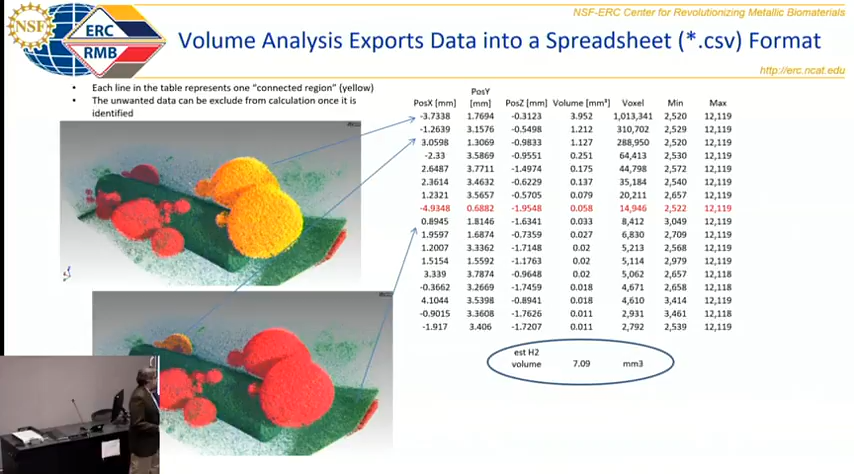 NSF
ERC
RMB
NSF-ERC Center for Revolutionizing Metallic Biomaterials
Volume Analysis Exports Data into a Spreadsheet (*.csv) Format
http://erc.ncat.edu
• Each line in the table represents one "connected region" (yellow)
• The unwanted data can be exclude from calculation once it is
identified
PosX [mm] PosY [mm] PosZ [mm] Volume [mm³] Voxel Min Max
-3.7338 1.7694 -0.3123 3.952 1,013,341 2,520 12,119
-1.2639 3.1576 -0.5498 1.212 310,702 2,529 12,119
3.0598 1.3069 -0.9833 1.127 288,950 2,520 12,119
-2.33 3.5869 -0.9551 0.251 64,413 2,530 12,119
2.6487 3.7711 -1.4974 0.175 44,798 2,572 12,119
2.3614 3.4632 -0.6229 0.137 35,184 2,540 12,119
1.2321 3.5657 -0.5705 0.079 20,211 2,657 12,119
-4.9348 0.6882 -1.9548 0.058 14,946 2,522 12,119
0.8945 1.8146 -1.6341 0.033 8,412 3,049 12,119
1.9597 1.6874 -0.7359 0.027 6,830 2,709 12,119
1.2007 3.3362 -1.7148 0.02 5,213 2,568 12,119
1.5154 1.5592 -1.1763 0.02 5,114 2,979 12,119
3.339 3.7874 -0.9648 0.02 5,062 2,657 12,118
-0.3662 3.2669 -1.7459 0.018 4,671 2,658 12,118
4.1044 3.5398 -0.8941 0.018 4,610 3,414 12,119
-0.9015 3.3608 -1.7626 0.011 2,931 3,461 12,118
-1.917 3.406 -1.7207 0.011 2,792 2,539 12,119
est H2
volume 7.09 mm3